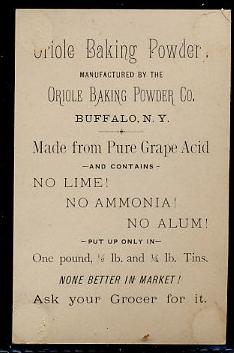 Oriole Baking Powder.
MANUFACTURED BY THE
ORIOLE BAKING POWDER CO.
BUFFALO, N. Y.
Made from Pure Grape Acid
—AND CONTAINS—
NO LIME!
NO AMMONIA!
NO ALUM!
—PUT UP ONLY IN—
One pound, ½ lb. and ¼ lb. Tins.
NONE BETTER IN MARKET!
Ask your Grocer for it.